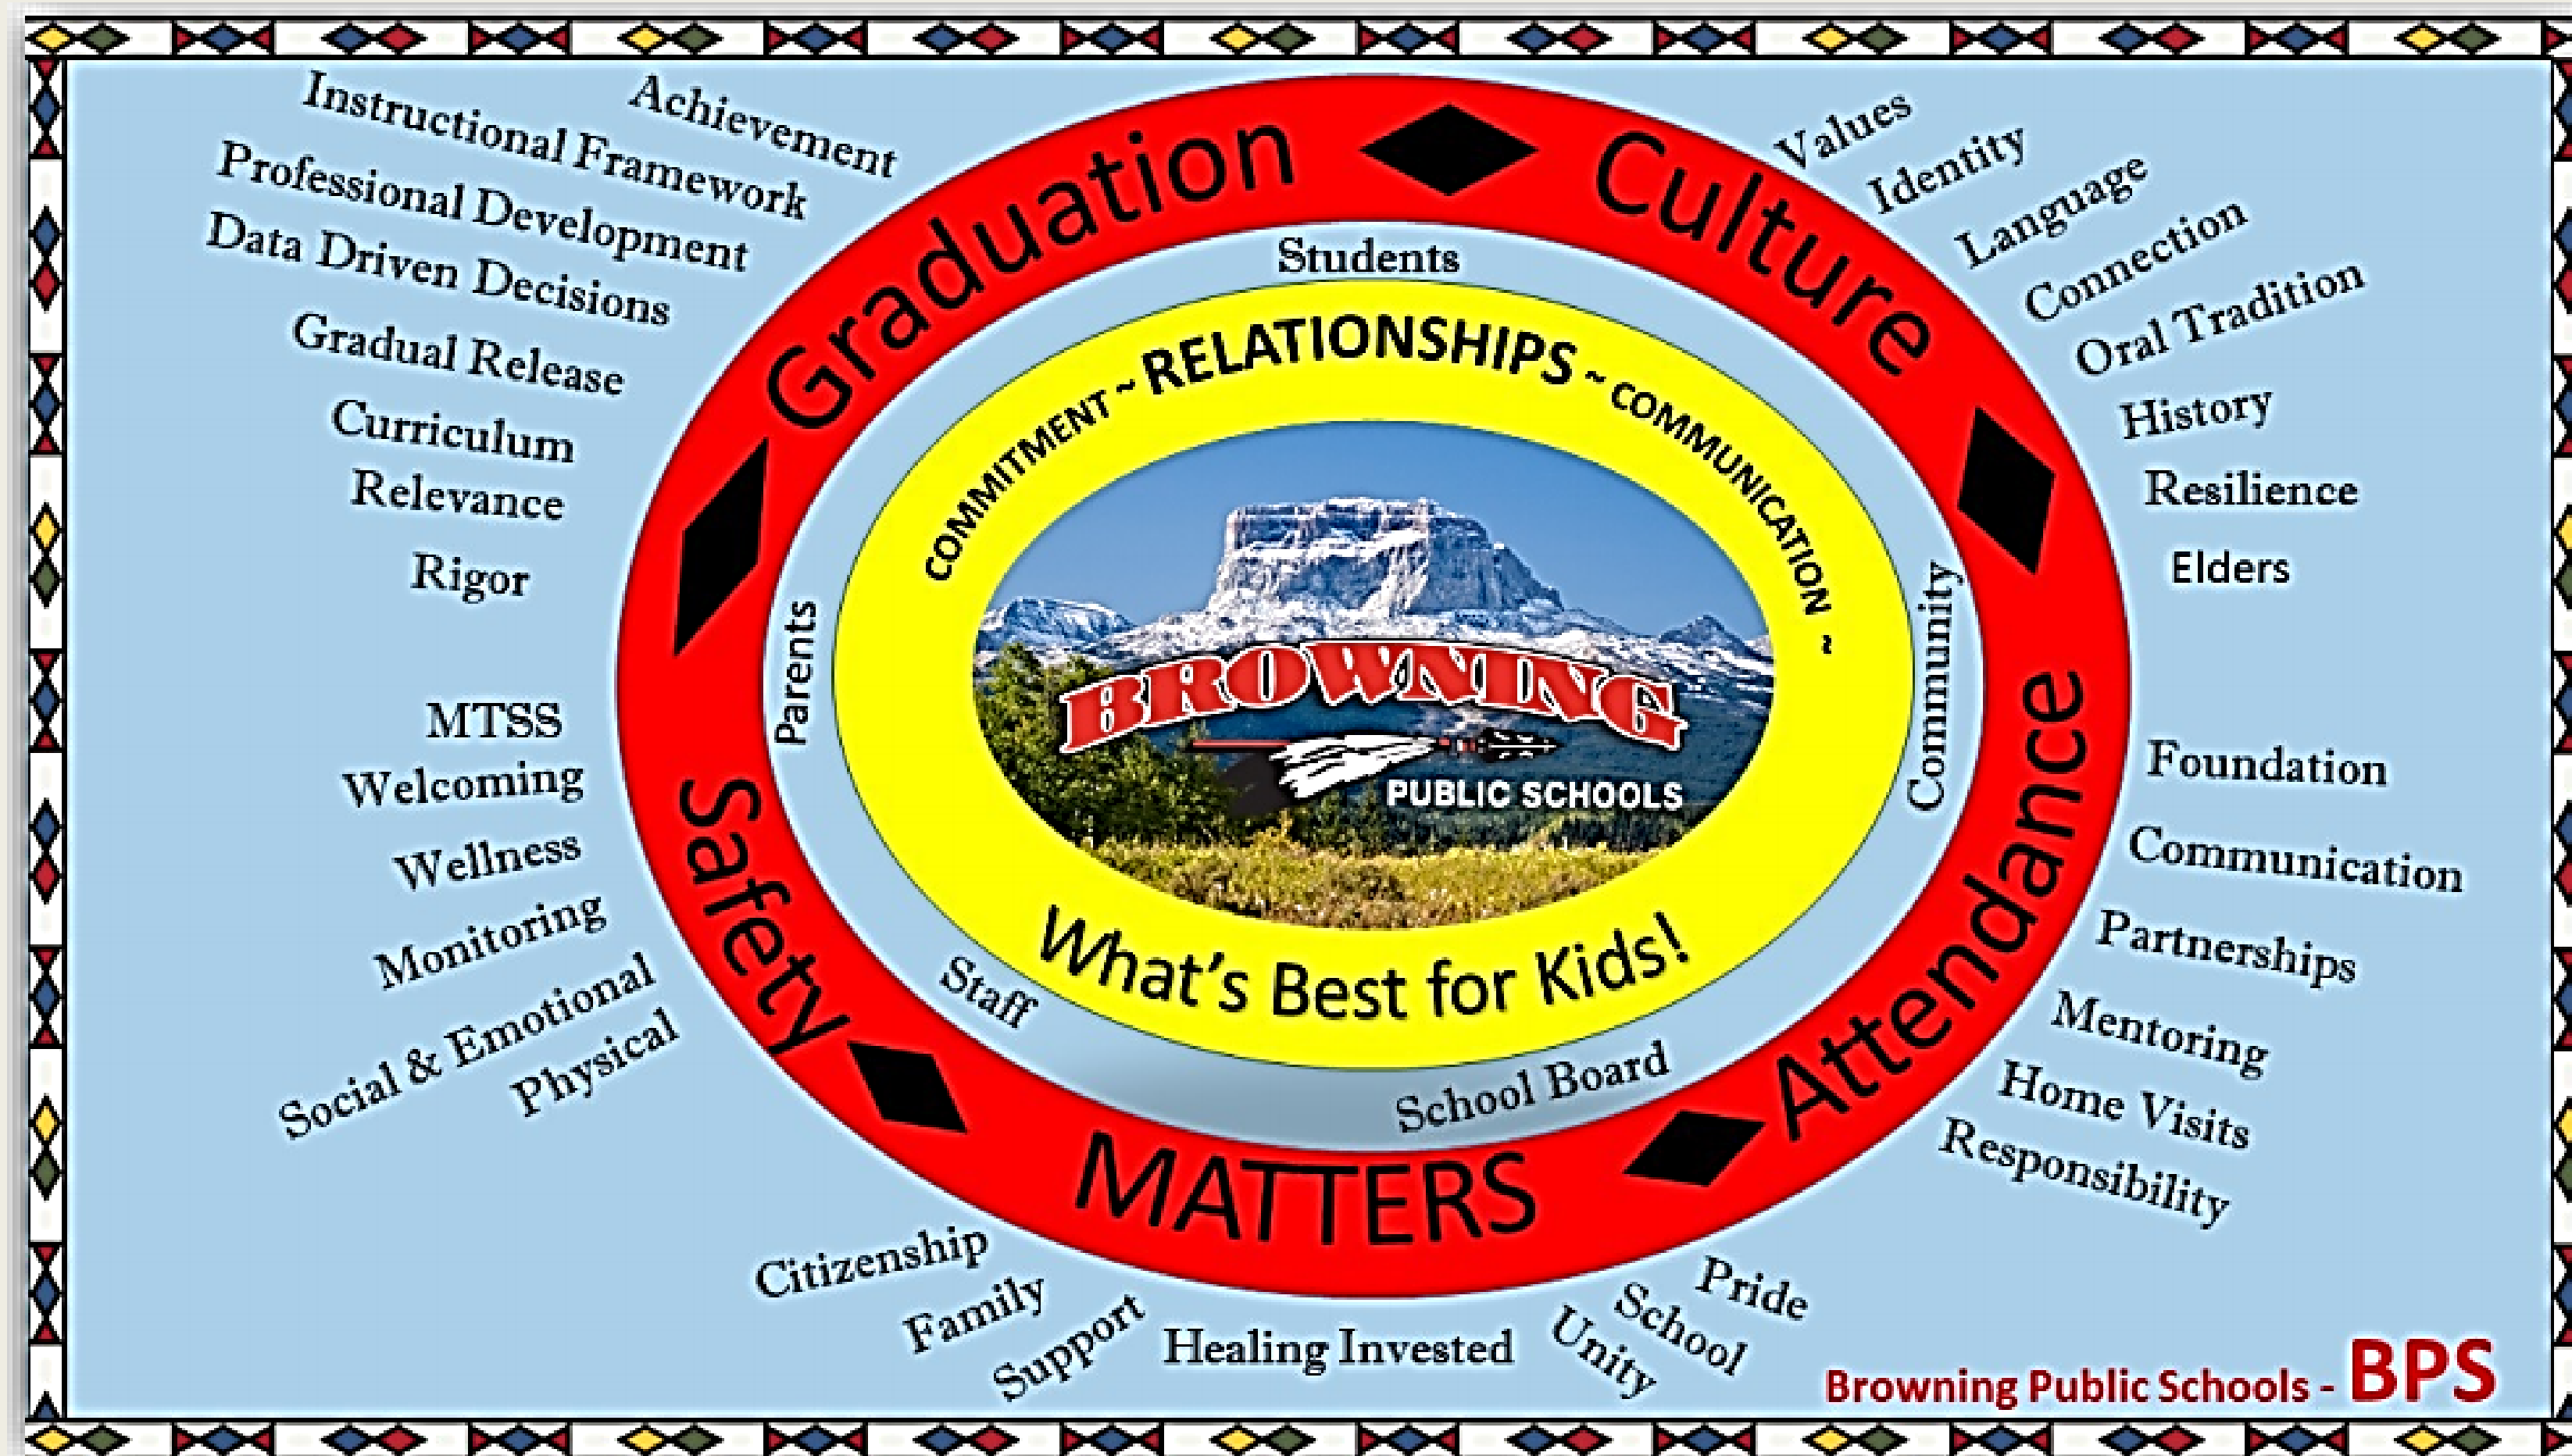 Achievement
Instructional Framework
Professional Development
Data Driven Decisions
Gradual Release
Curriculum
Relevance
Rigor
MTSS
Welcoming
Wellness
Monitoring
Social & Emotional
Physical
Graduation
Culture
Attendance
MATTERS
Safety
Students
Community
School Board
Staff
Parents
COMMITMENT ~ RELATIONSHIPS ~ COMMUNICATION ~
BROWNING
PUBLIC SCHOOLS
What's Best for Kids!
Values
Identity
Language
Connection
Oral Tradition
History
Resilience
Elders
Foundation
Communication
Partnerships
Mentoring
Home Visits
Responsibility
Citizenship
Family
Support
Healing Invested
Unity
School
Pride
Browning Public Schools - BPS